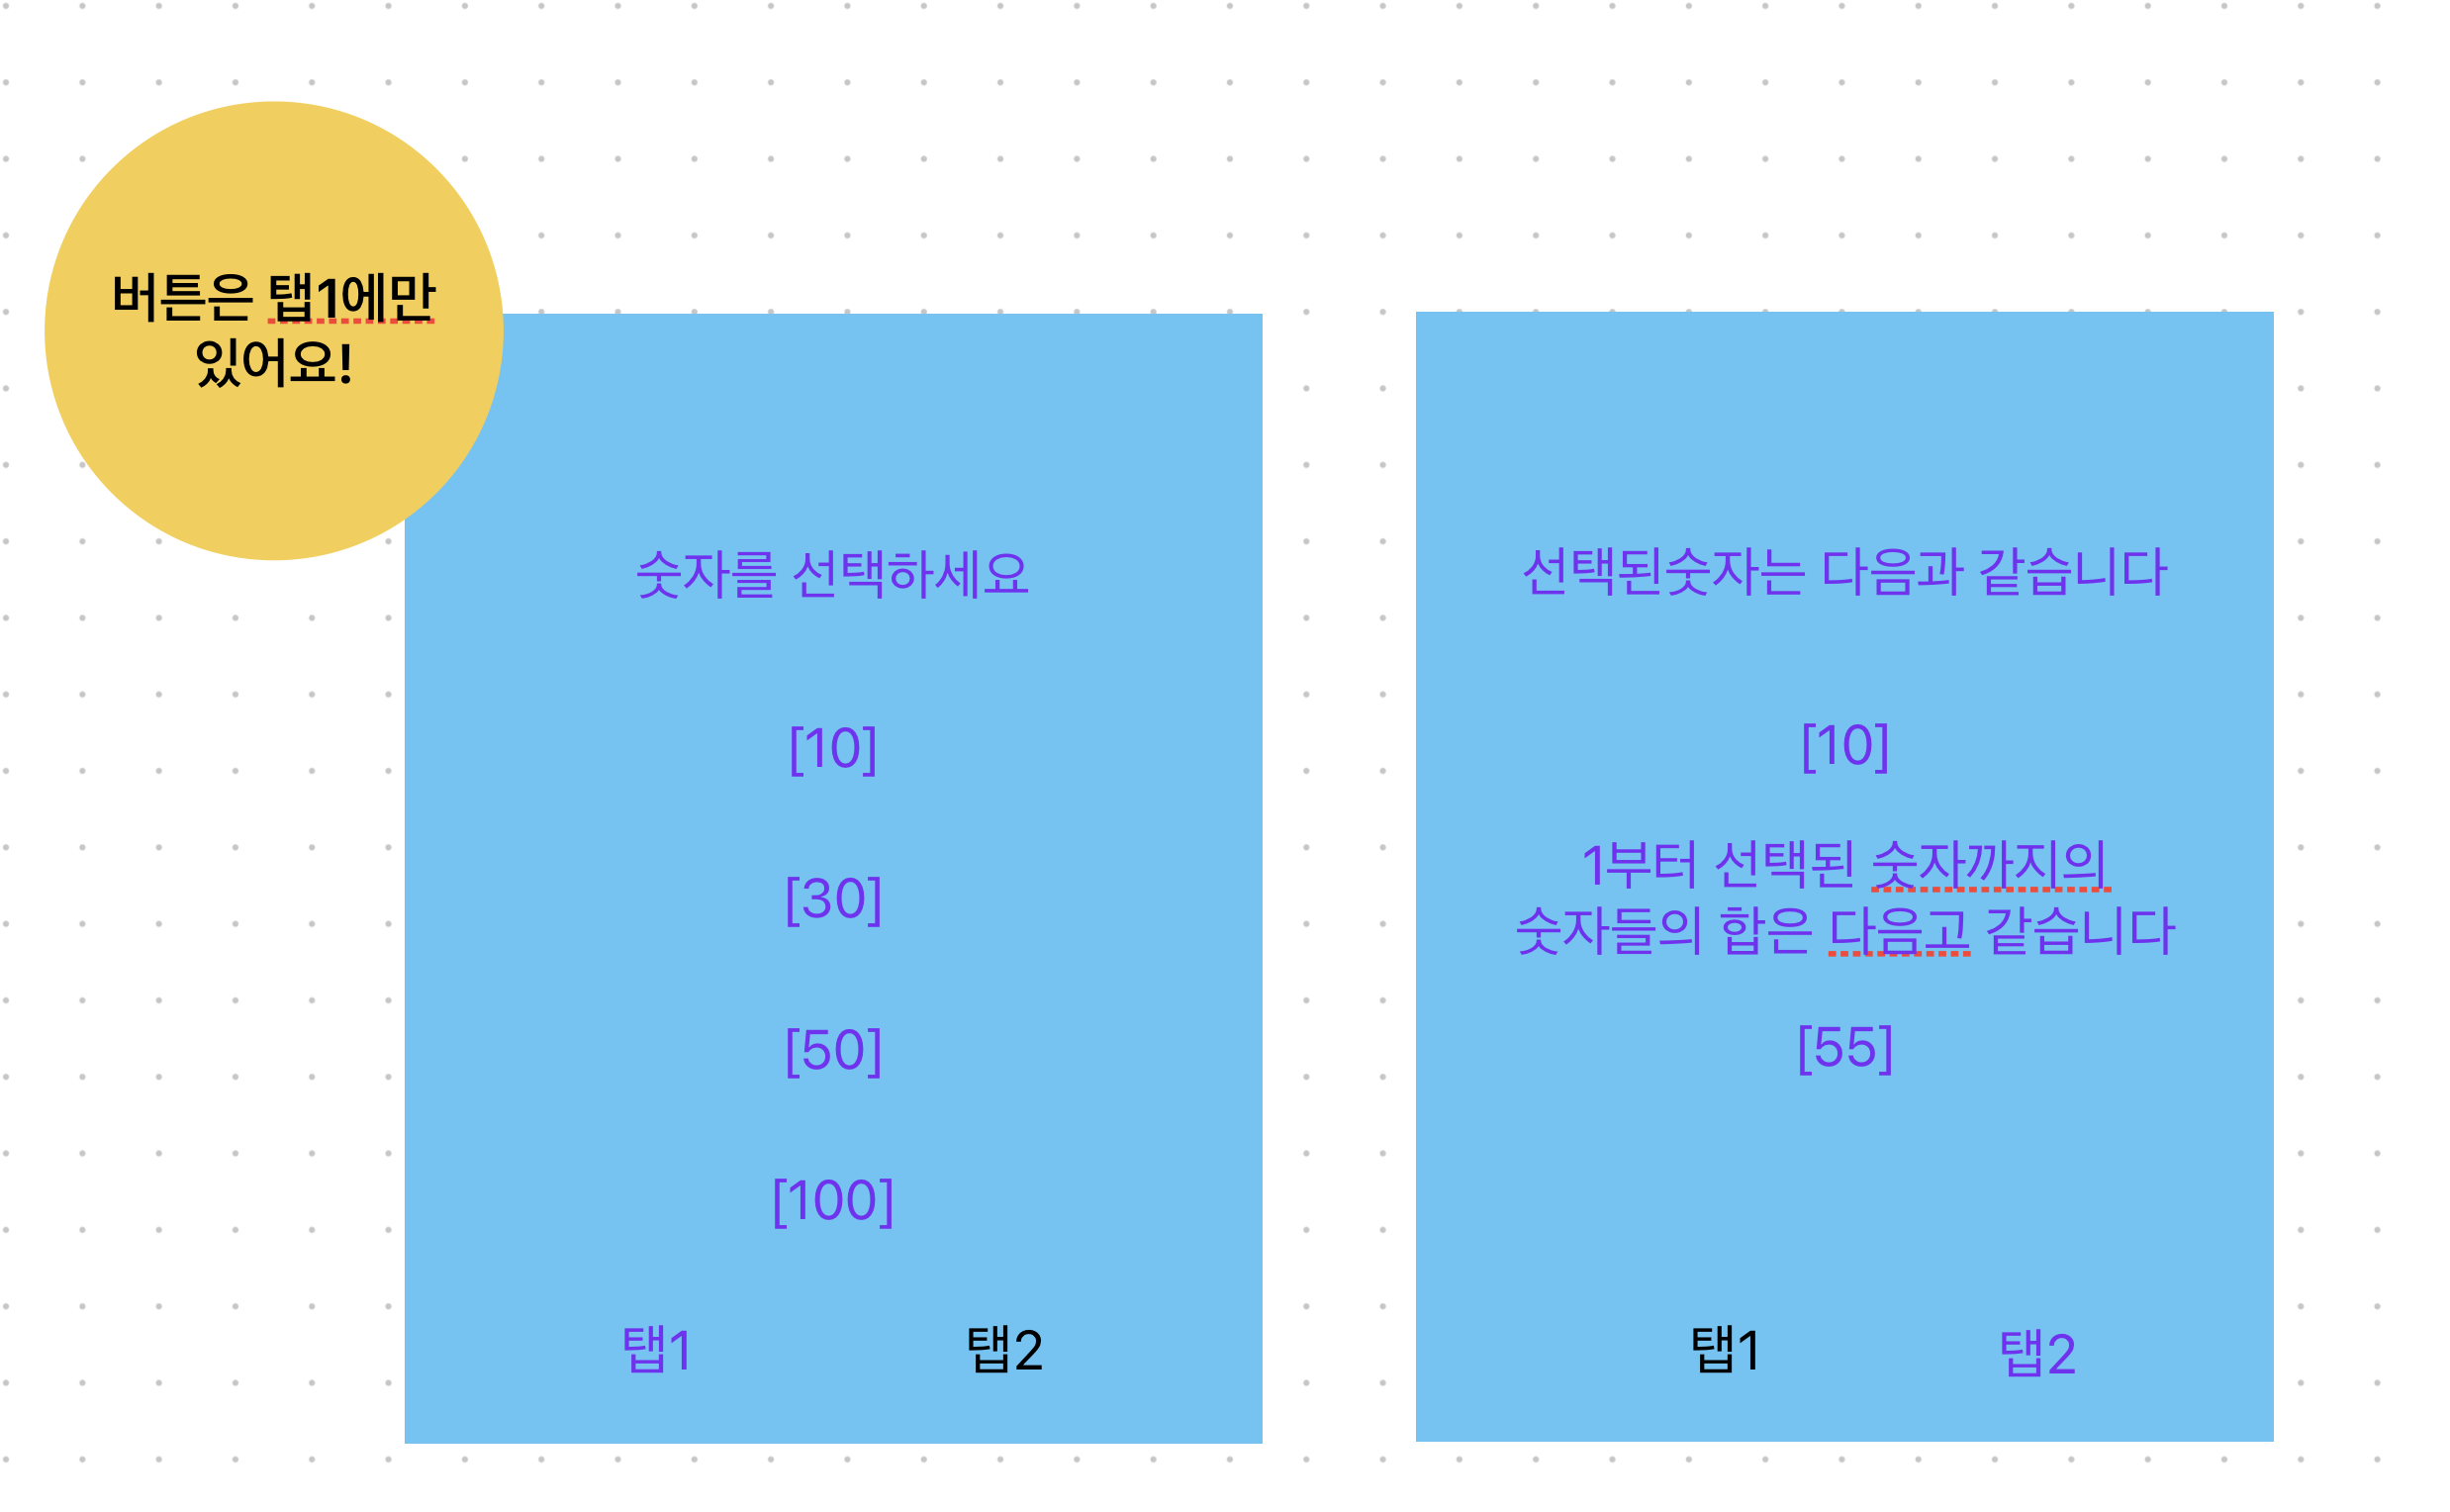 버튼은 탭1에만
있어요!
숫자를 선택하세요
[10]
[30]
[50]
[100]
탭1
탭2
선택된숫자는 다음과 같습니다
[10]
1부터 선택된 숫자까지의
숫자들의 합은 다음고 같습니다
[55]
탭1
탭2